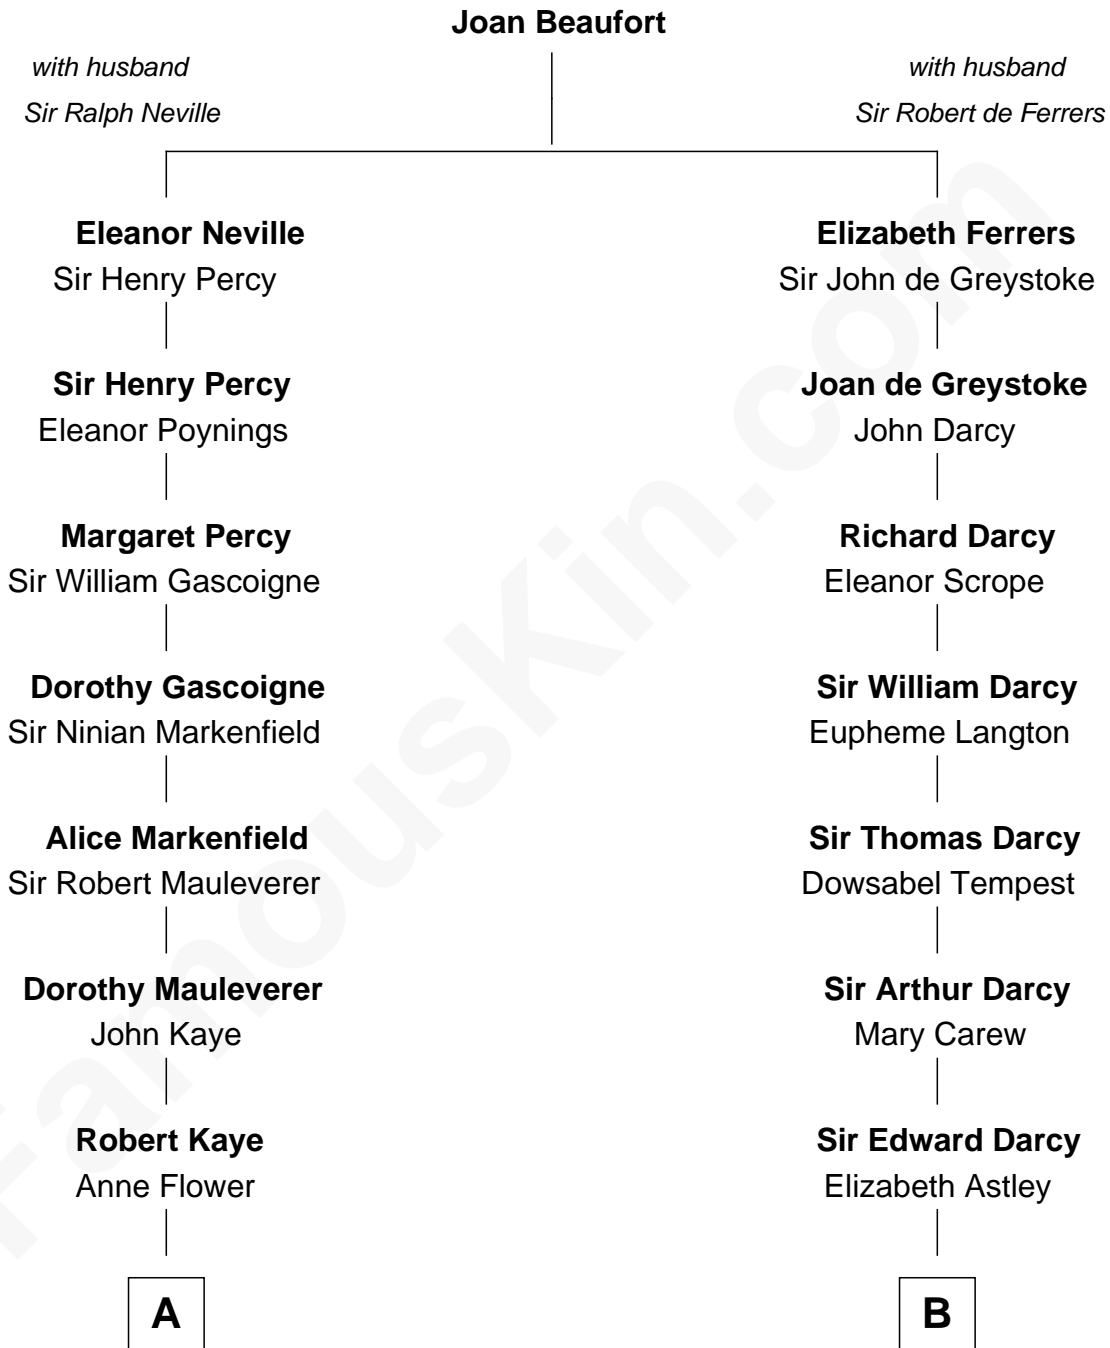 Joan Beaufort
with husband
Sir Ralph Neville
with husband
Sir Robert de Ferrers
Eleanor Neville
Sir Henry Percy
Elizabeth Ferrers
Sir John de Greystoke
Sir Henry Percy
Eleanor Poynings
Joan de Greystoke
John Darcy
Margaret Percy
Sir William Gascoigne
Richard Darcy
Eleanor Scrope
Dorothy Gascoigne
Sir Ninian Markenfield
Sir William Darcy
Eupheme Langton
Alice Markenfield
Sir Robert Mauleverer
Sir Thomas Darcy
Dowsabel Tempest
Dorothy Mauleverer
John Kaye
Sir Arthur Darcy
Mary Carew
Robert Kaye
Anne Flower
Sir Edward Darcy
Elizabeth Astley
A
B
FamousKin.com